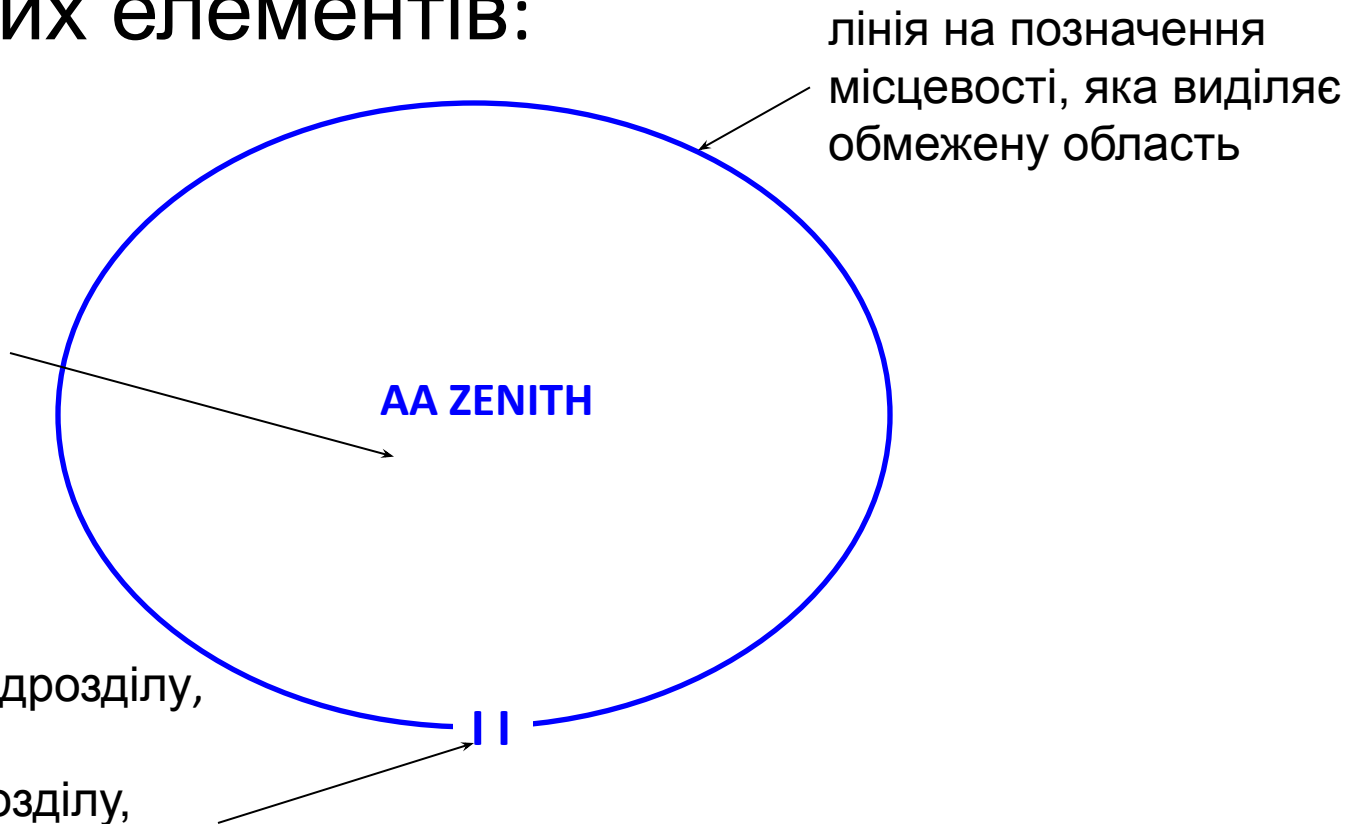 их елементів:
лінія на позначення
місцевості, яка виділяє
обмежену область
AA ZENITH
дрозділу,
I I
озділу,